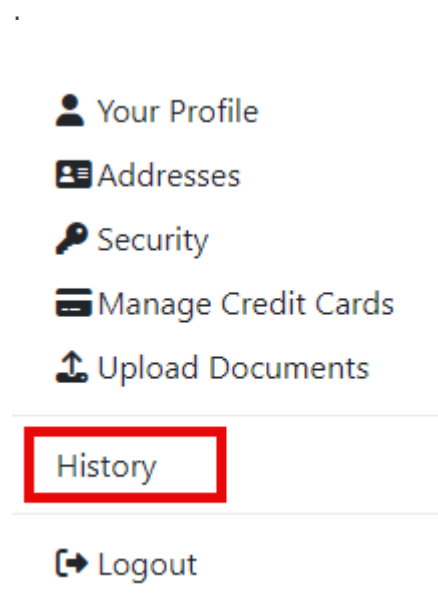 .
Your Profile
Addresses
Security
Manage Credit Cards
Upload Documents
History
Logout